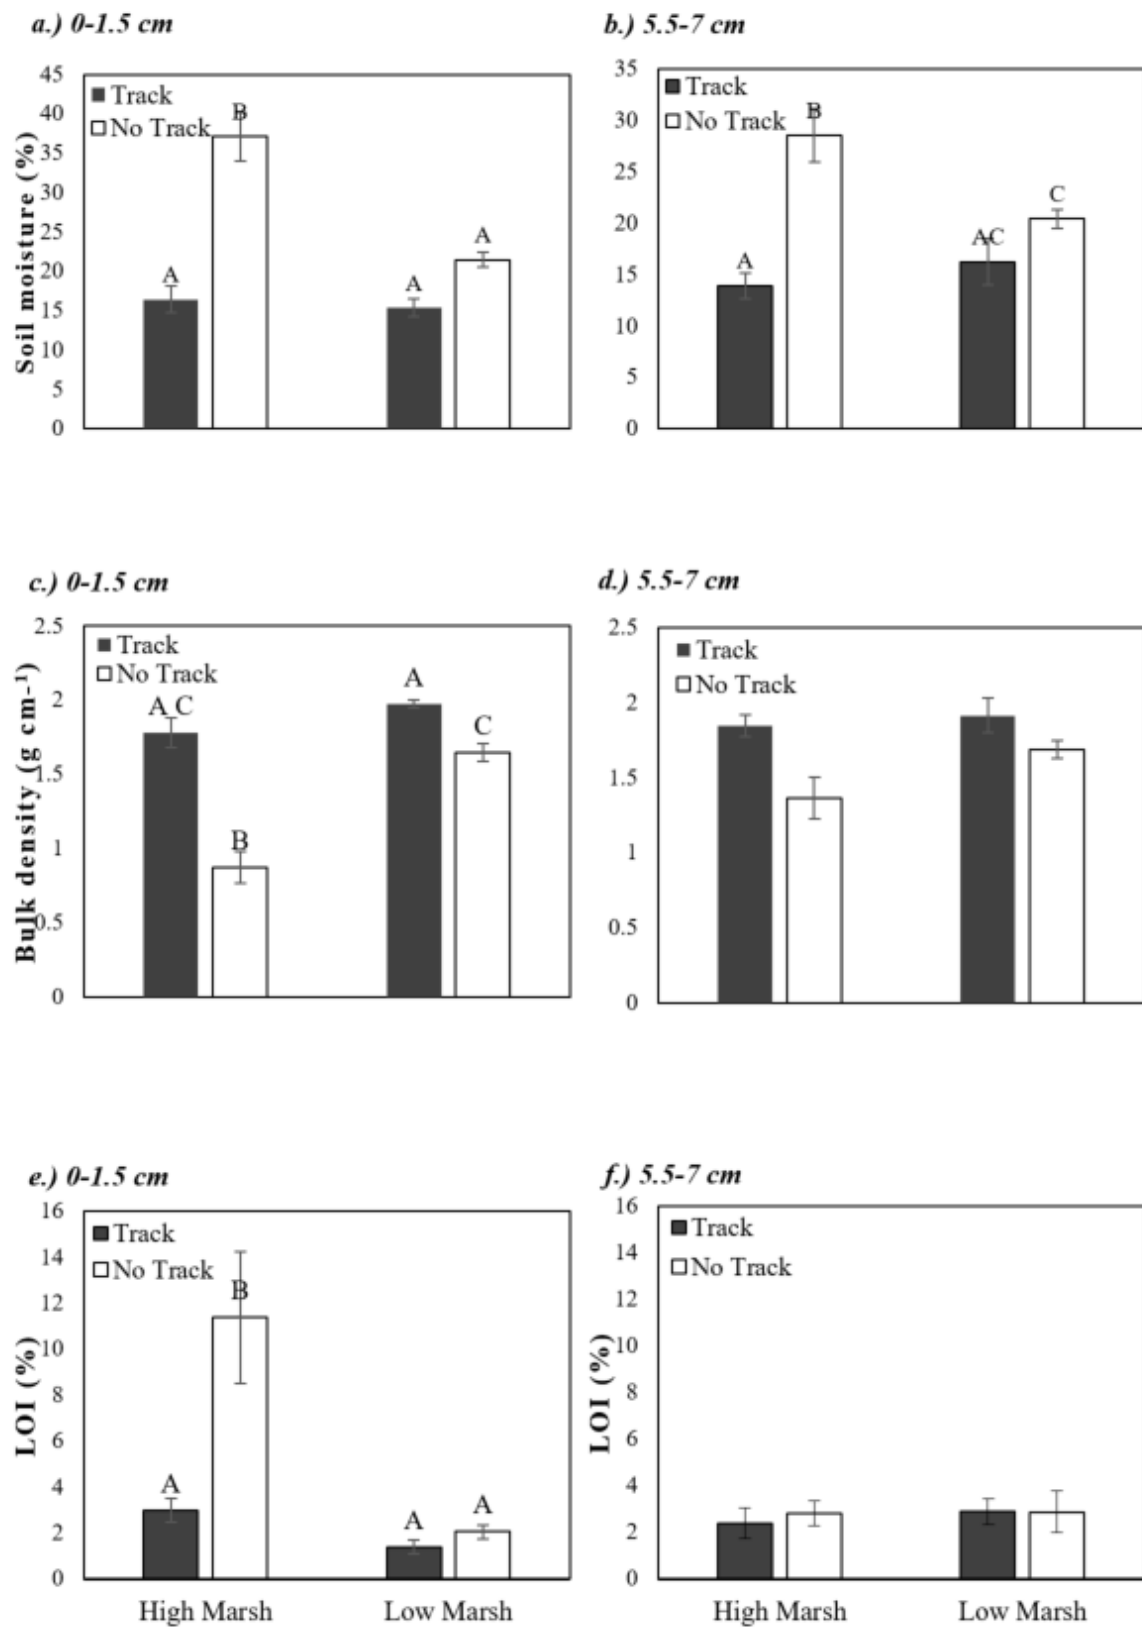 a.) 0-1.5 cm
Soil moisture (%)
45
40
35
30
25
20
15
10
5
0
Track
No Track
A
B
A
A
b.) 5.5-7 cm
35
30
25
20
15
10
5
0
Track
No Track
A
B
AC
C
c.) 0-1.5 cm
Bulk density (g cm-¹)
2.5
2
1.5
1
0.5
0
Track
No Track
A C
B
A
C
d.) 5.5-7 cm
2.5
2
1.5
1
0.5
0
Track
No Track
e.) 0-1.5 cm
LOI (%)
16
14
12
10
8
6
4
2
0
Track
No Track
A
B
A
A
High Marsh
Low Marsh
f.) 5.5-7 cm
LOI (%)
16
14
12
10
8
6
4
2
0
Track
No Track
High Marsh
Low Marsh